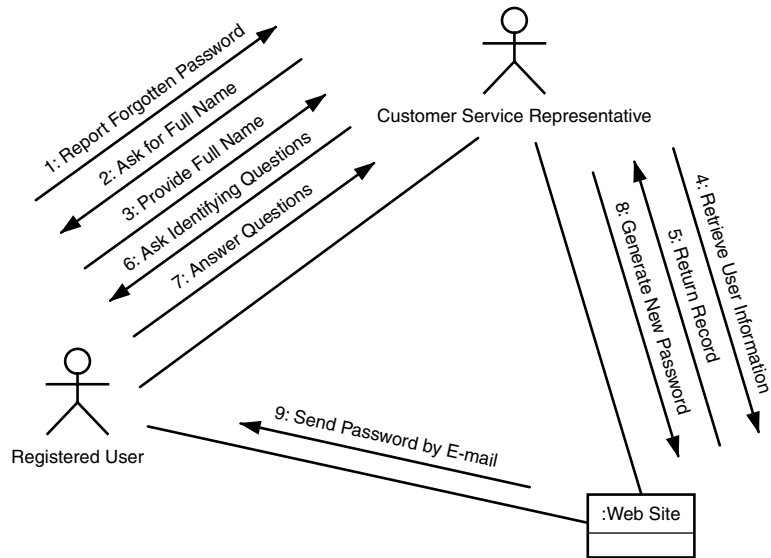 Customer Service Representative
1: Report Forgotten Password
2: Ask for Full Name
3: Provide Full Name
6: Ask Identifying Questions
7: Answer Questions
4: Retrieve User Information
5: Return Record
8: Generate New Password
Registered User
9: Send Password by E-mail
:Web Site